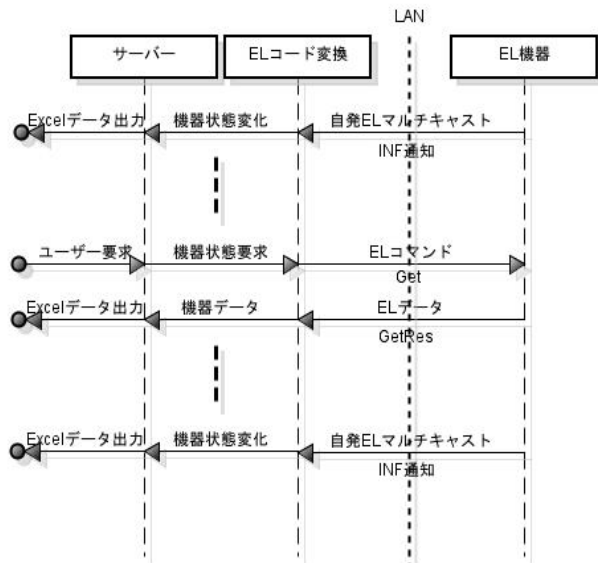 LAN
サーバー
ELコード変換
EL機器
Excelデータ出力
機器状態変化
自発ELマルチキャスト
INF通知
ユーザー要求
機器状態要求
ELコマンド
Get
Excelデータ出力
機器データ
ELデータ
GetRes
Excelデータ出力
機器状態変化
自発ELマルチキャスト
INF通知